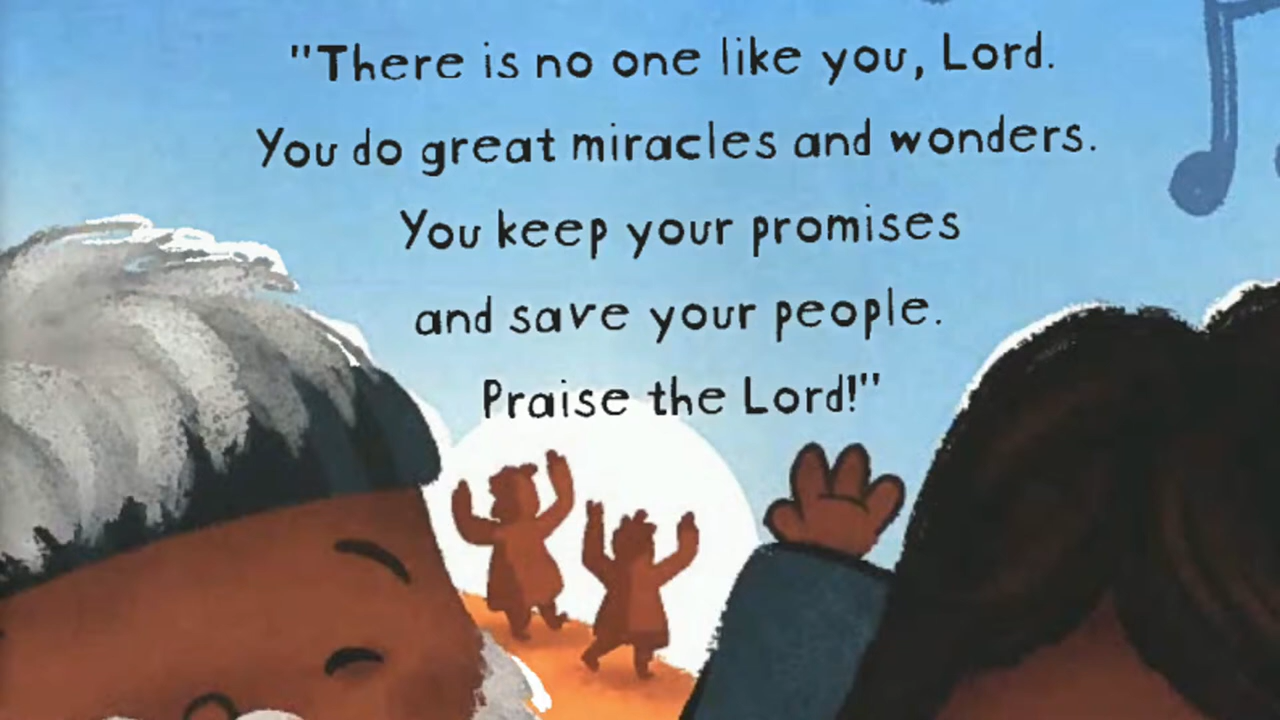 "There is no one like you, Lord.
You do great miracles and wonders.
You keep your promises
and save your people.
Praise the Lord!"